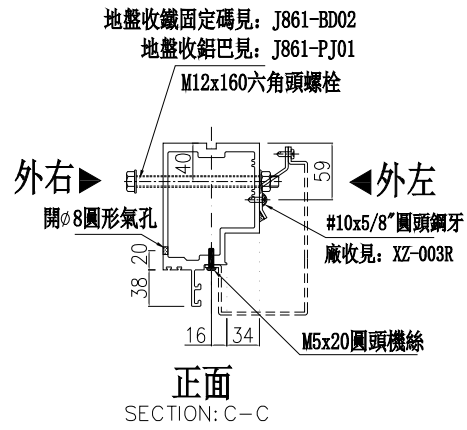 地盤收鐵固定碼見: J861-BD02
地盤收鋁巴見: J861-PJ01
M12x160六角頭螺栓
40
59
外右
外左
開φ8圓形氣孔
#10x5/8"圓頭鋼牙
廠收見: XZ-003R
20
38
16
34
M5x20圓頭機絲
正面
SECTION: C-C